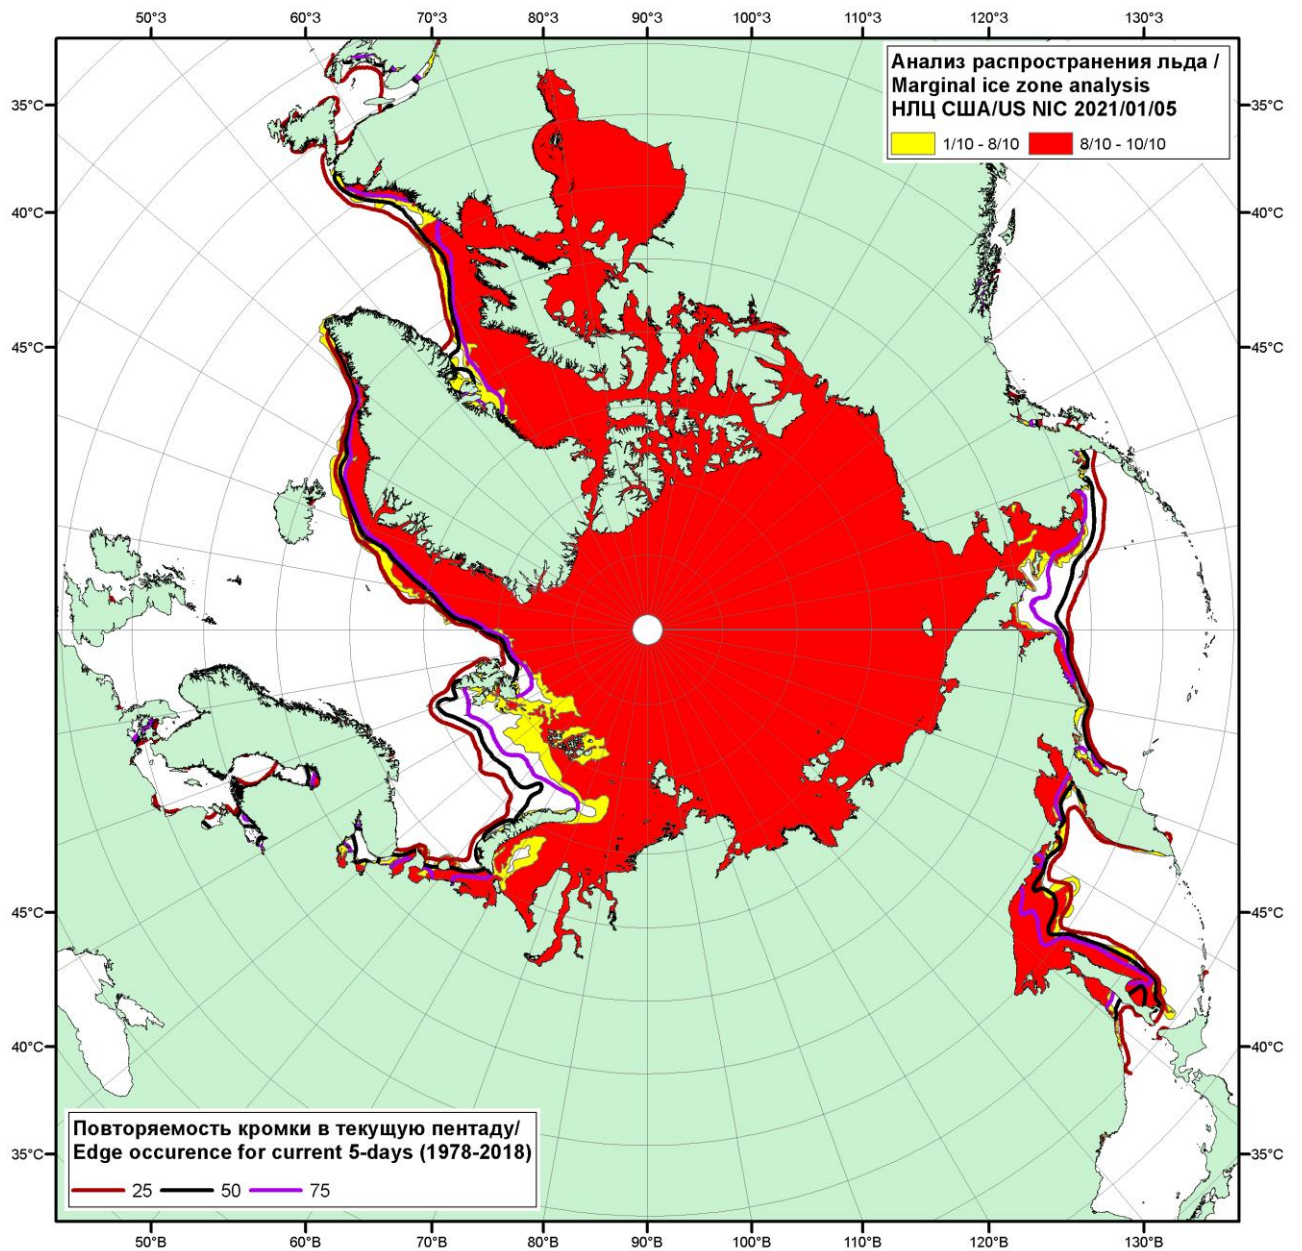 50°З 60°З 70°З 80°З 90°З 100°З 110°З 120°З 130°З
Анализ распространения льда /
Marginal ice zone analysis
НЛЦ США/US NIC 2021/01/05
1/10 - 8/10 8/10 - 10/10
35°С 35°С
40°С 40°С
45°С 45°С
45°С 45°С
40°С 40°С
35°С 35°С
Повторяемость кромки в текущую пентаду/
Edge occurence for current 5-days (1978-2018)
25 50 75
50°В 60°В 70°В 80°В 90°В 100°В 110°В 120°В 130°В